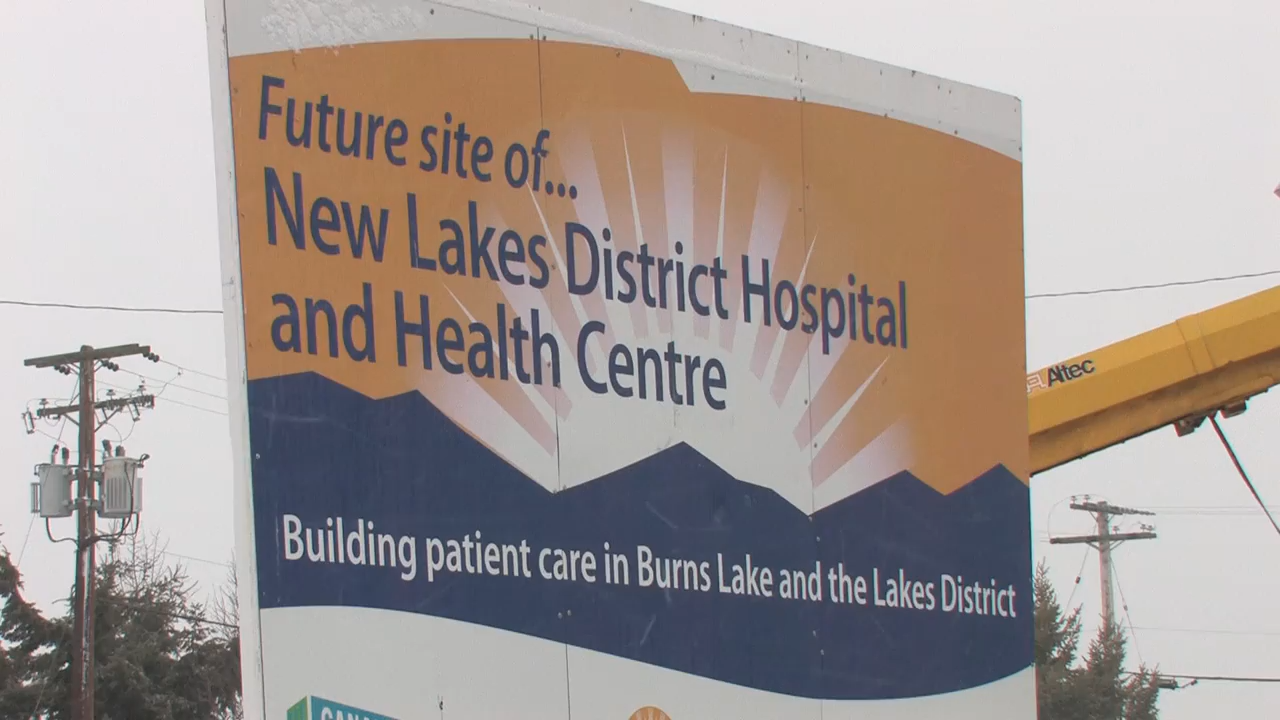 Future site of...
New Lakes District Hospital
and Health Centre
Altec
Building patient care in Burns Lake and the Lakes District